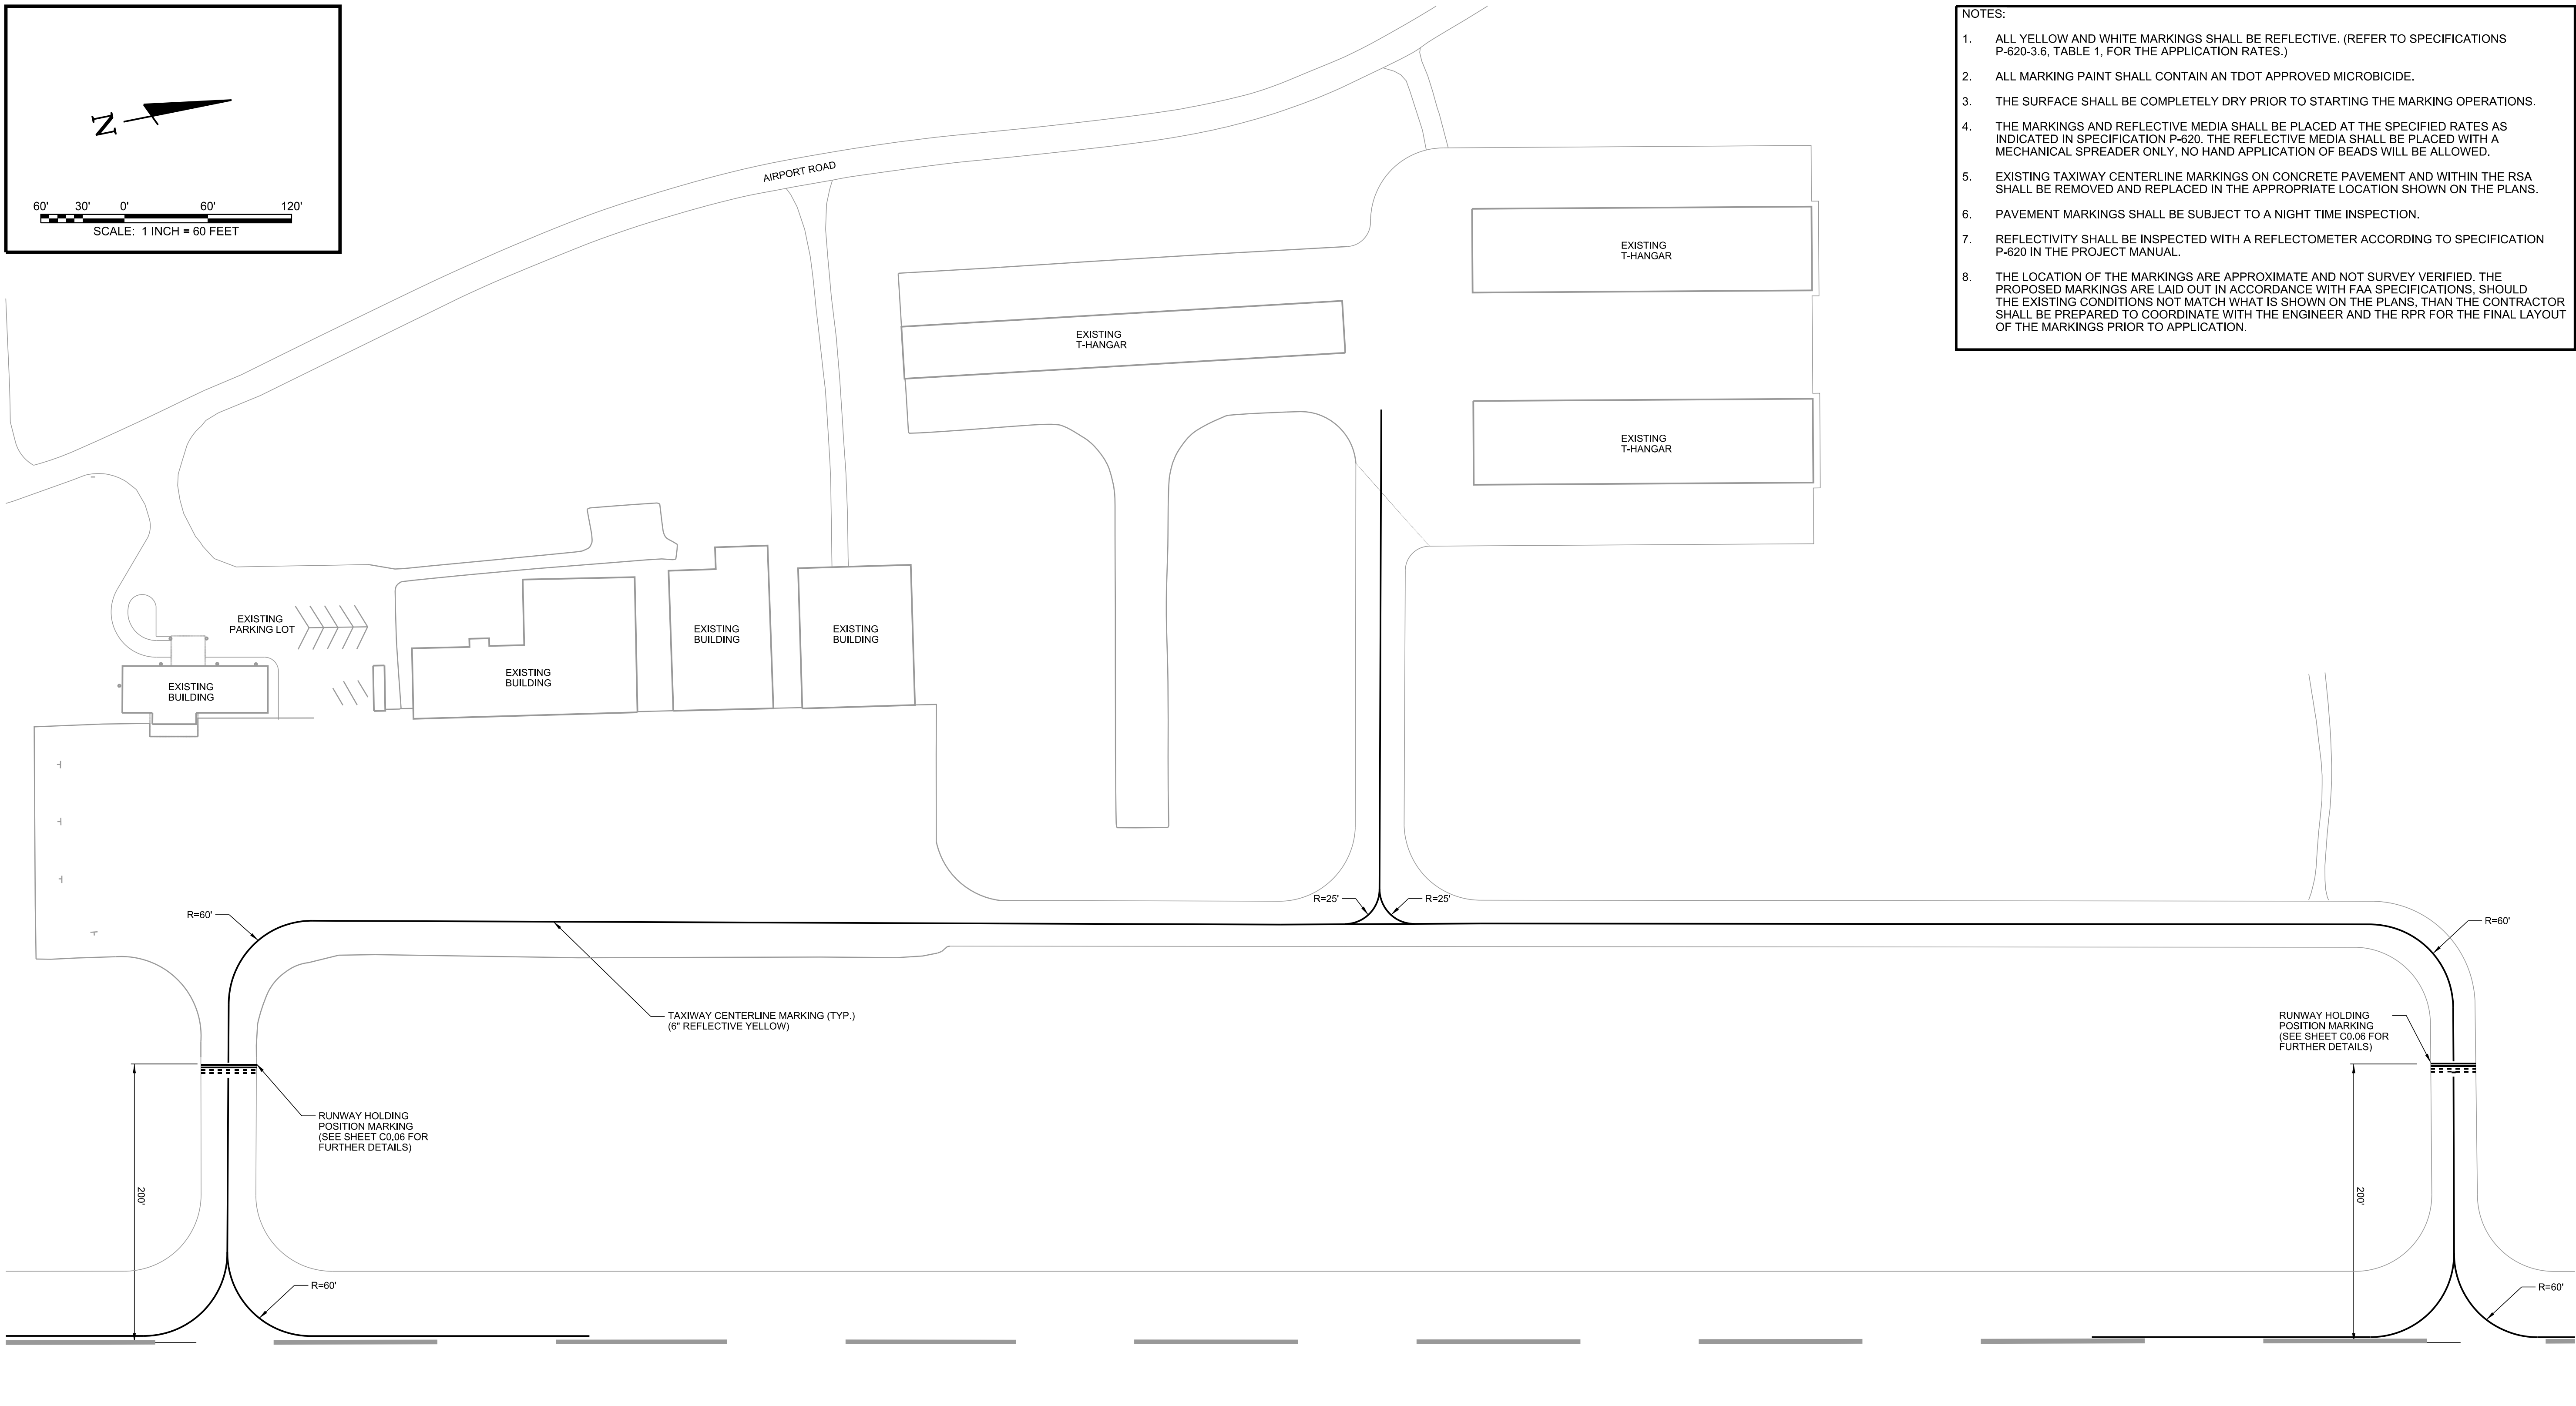 N
60' 30' 0' 60' 120'
SCALE: 1 INCH = 60 FEET
NOTES:
1. ALL YELLOW AND WHITE MARKINGS SHALL BE REFLECTIVE. (REFER TO SPECIFICATIONS
P-620-3.6, TABLE 1, FOR THE APPLICATION RATES.)
2. ALL MARKING PAINT SHALL CONTAIN AN TDOT APPROVED MICROBICIDE.
3. THE SURFACE SHALL BE COMPLETELY DRY PRIOR TO STARTING THE MARKING OPERATIONS.
4. THE MARKINGS AND REFLECTIVE MEDIA SHALL BE PLACED AT THE SPECIFIED RATES AS
INDICATED IN SPECIFICATION P-620. THE REFLECTIVE MEDIA SHALL BE PLACED WITH A
MECHANICAL SPREADER ONLY, NO HAND APPLICATION OF BEADS WILL BE ALLOWED.
5. EXISTING TAXIWAY CENTERLINE MARKINGS ON CONCRETE PAVEMENT AND WITHIN THE RSA
SHALL BE REMOVED AND REPLACED IN THE APPROPRIATE LOCATION SHOWN ON THE PLANS.
6. PAVEMENT MARKINGS SHALL BE SUBJECT TO A NIGHT TIME INSPECTION.
7. REFLECTIVITY SHALL BE INSPECTED WITH A REFLECTOMETER ACCORDING TO SPECIFICATION
P-620 IN THE PROJECT MANUAL.
8. THE LOCATION OF THE MARKINGS ARE APPROXIMATE AND NOT SURVEY VERIFIED. THE
PROPOSED MARKINGS ARE LAID OUT IN ACCORDANCE WITH FAA SPECIFICATIONS, SHOULD
THE EXISTING CONDITIONS NOT MATCH WHAT IS SHOWN ON THE PLANS, THAN THE CONTRACTOR
SHALL BE PREPARED TO COORDINATE WITH THE ENGINEER AND THE RPR FOR THE FINAL LAYOUT
OF THE MARKINGS PRIOR TO APPLICATION.
AIRPORT ROAD
EXISTING
T-HANGAR
EXISTING
T-HANGAR
EXISTING
T-HANGAR
EXISTING
PARKING LOT
EXISTING
BUILDING
EXISTING
BUILDING
EXISTING
BUILDING
EXISTING
BUILDING
R=60'
R=25'
R=25'
R=60'
TAXIWAY CENTERLINE MARKING (TYP.)
(6" REFLECTIVE YELLOW)
RUNWAY HOLDING
POSITION MARKING
(SEE SHEET C0.06 FOR
FURTHER DETAILS)
RUNWAY HOLDING
POSITION MARKING
(SEE SHEET C0.06 FOR
FURTHER DETAILS)
200'
200'
R=60'
R=60'